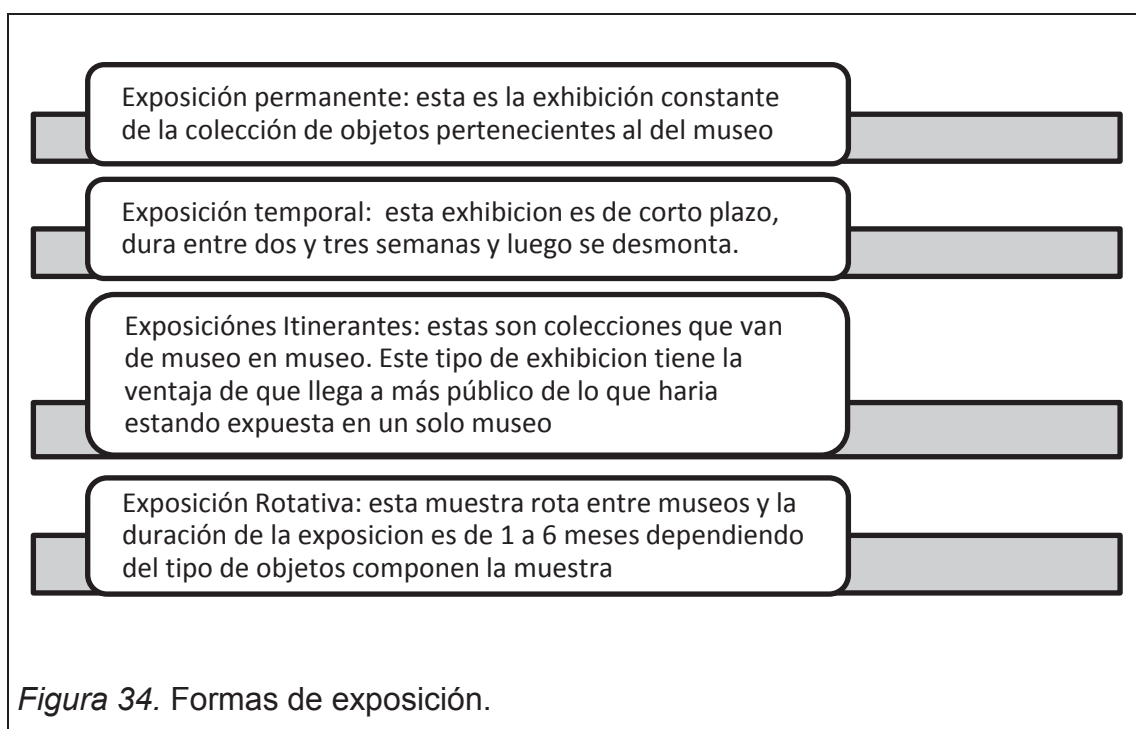 Exposición permanente: esta es la exhibición constante
de la colección de objetos pertenecientes al del museo
Exposición temporal:  esta exhibicion es de corto plazo,
dura entre dos y tres semanas y luego se desmonta.
Exposiciónes Itinerantes: estas son colecciones que van
de museo en museo. Este tipo de exhibicion tiene la
ventaja de que llega a más público de lo que haria
estando expuesta en un solo museo
Exposición Rotativa: esta muestra rota entre museos y la
duración de la exposicion es de 1 a 6 meses dependiendo
del tipo de objetos componen la muestra
Figura 34. Formas de exposición.